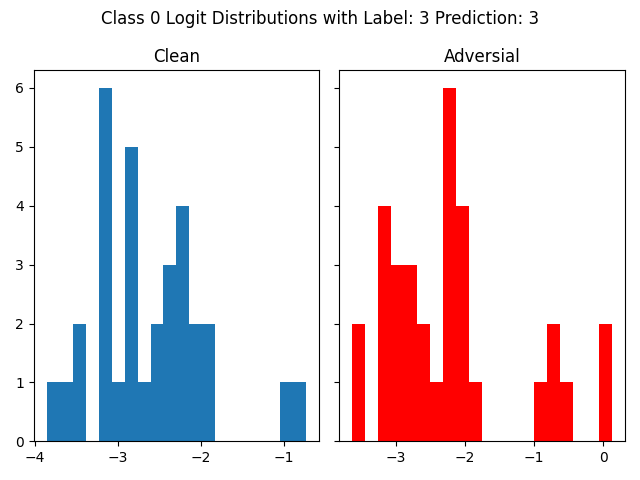 Class 0 Logit Distributions with Label: 3 Prediction: 3
Clean
Adversial
6
5
4
3
2
1
0
−4 −3 −2 −1
−3 −2 −1 0